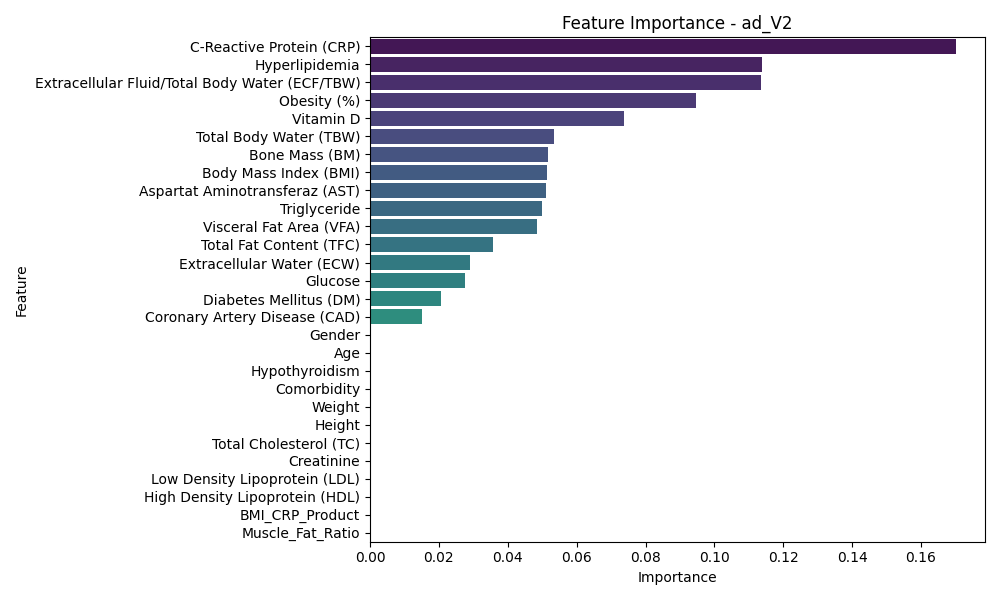 Feature Importance - ad_V2
C-Reactive Protein (CRP)
Hyperlipidemia
Extracellular Fluid/Total Body Water (ECF/TBW)
Obesity (%)
Vitamin D
Total Body Water (TBW)
Bone Mass (BM)
Body Mass Index (BMI)
Aspartat Aminotransferaz (AST)
Triglyceride
Visceral Fat Area (VFA)
Total Fat Content (TFC)
Extracellular Water (ECW)
Glucose
Diabetes Mellitus (DM)
Coronary Artery Disease (CAD)
Gender
Age
Hypothyroidism
Comorbidity
Weight
Height
Total Cholesterol (TC)
Creatinine
Low Density Lipoprotein (LDL)
High Density Lipoprotein (HDL)
BMI_CRP_Product
Muscle_Fat_Ratio
Feature
0.00 0.02 0.04 0.06 0.08 0.10 0.12 0.14 0.16
Importance